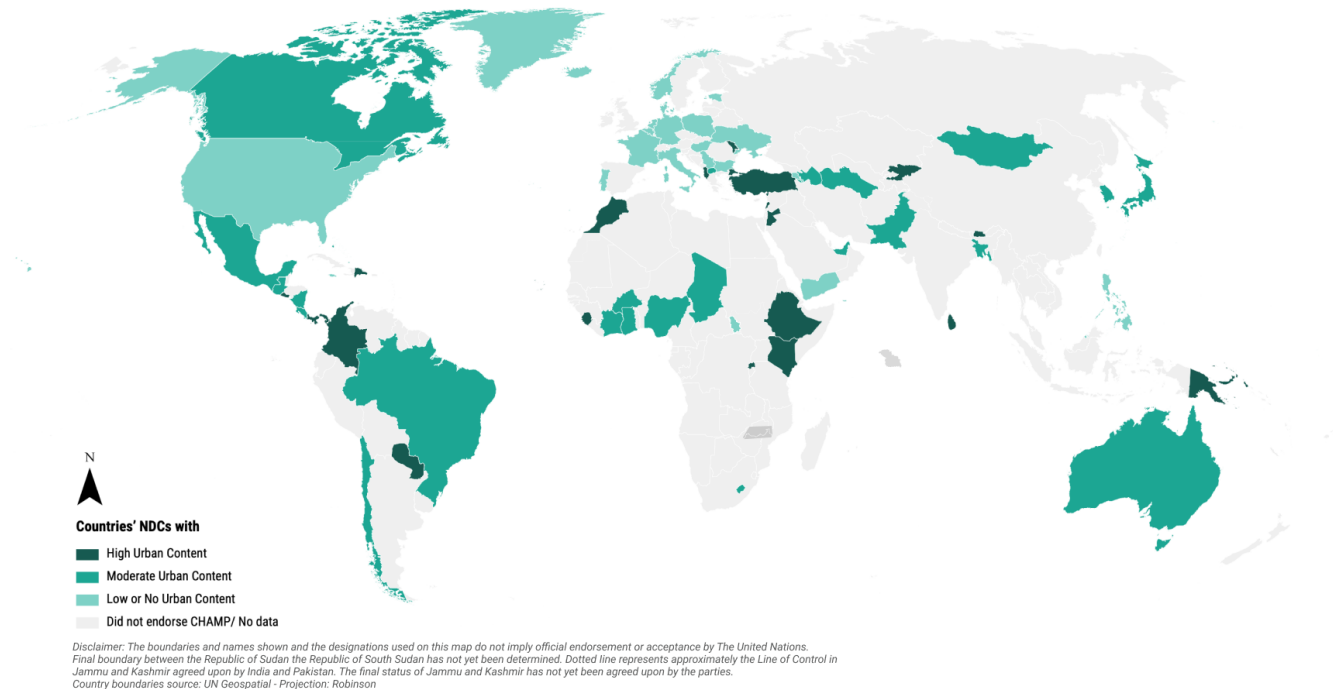 N
Countries' NDCs with
High Urban Content
Moderate Urban Content
Low or No Urban Content
Did not endorse CHAMP/ No data
Disclaimer: The boundaries and names shown and the designations used on this map do not imply official endorsement or acceptance by The United Nations.
Final boundary between the Republic of Sudan the Republic of South Sudan has not yet been determined. Dotted line represents approximately the Line of Control in
Jammu and Kashmir agreed upon by India and Pakistan. The final status of Jammu and Kashmir has not yet been agreed upon by the parties.
Country boundaries source: UN Geospatial - Projection: Robinson